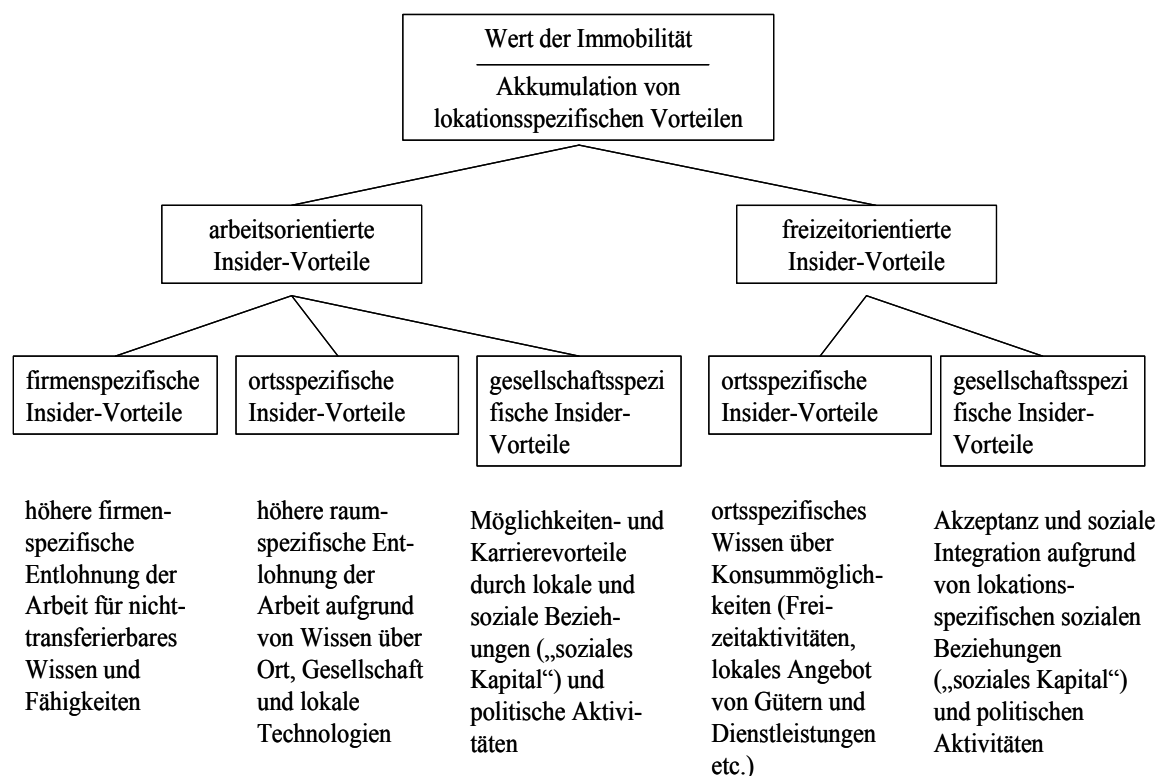 Wert der Immobilität
Akkumulation von
lokationsspezifischen Vorteilen
arbeitsorientierte
Insider-Vorteile
freizeitorientierte
Insider-Vorteile
firmenspezifische
Insider-Vorteile
ortsspezifische
Insider-Vorteile
gesellschaftsspezi
fische Insider-
Vorteile
ortsspezifische
Insider-Vorteile
gesellschaftsspezi
fische Insider-
Vorteile
höhere firmen-
spezifische
Entlohnung der
Arbeit für nicht-
transferierbares
Wissen und
Fähigkeiten
höhere raum-
spezifische Ent-
lohnung der
Arbeit aufgrund
von Wissen über
Ort, Gesellschaft
und lokale
Technologien
Möglichkeiten- und
Karrierevorteile
durch lokale und
soziale Bezieh-
ungen („soziales
Kapital“) und
politische Aktivi-
täten
ortsspezifisches
Wissen über
Konsummöglich-
keiten (Frei-
zeitaktivitäten,
lokales Angebot
von Gütern und
Dienstleistungen
etc.)
Akzeptanz und soziale
Integration aufgrund
von lokations-
spezifischen sozialen
Beziehungen
(„soziales Kapital“)
und politischen
Aktivitäten